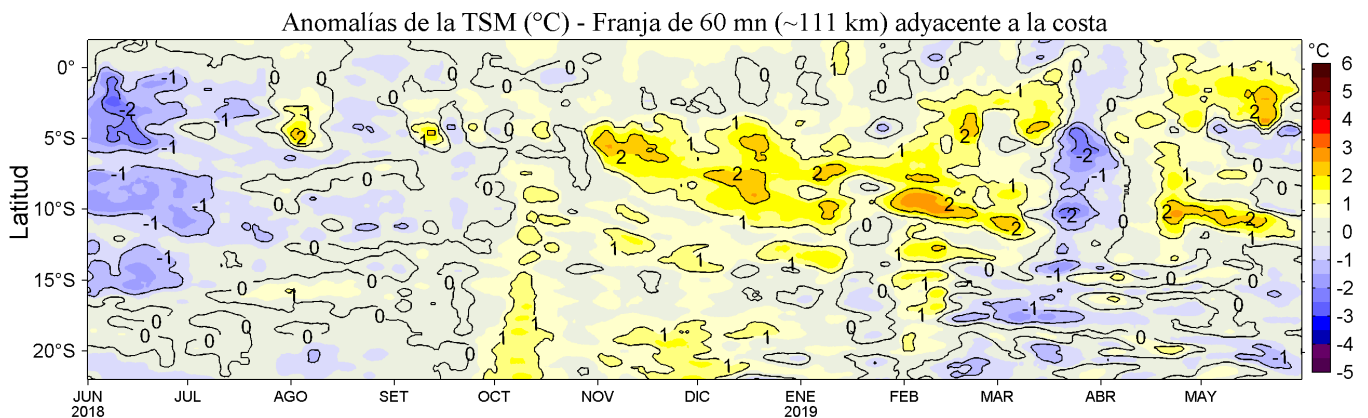 Anomalías de la TSM (°C) - Franja de 60 mn (~111 km) adyacente a la costa
°C
6
5
4
3
2
1
0
-1
-2
-3
-4
-5
Latitud
0°
5°S
10°S
15°S
20°S
JUN JUL AGO SET OCT NOV DIC ENE FEB MAR ABR MAY
2018 2019